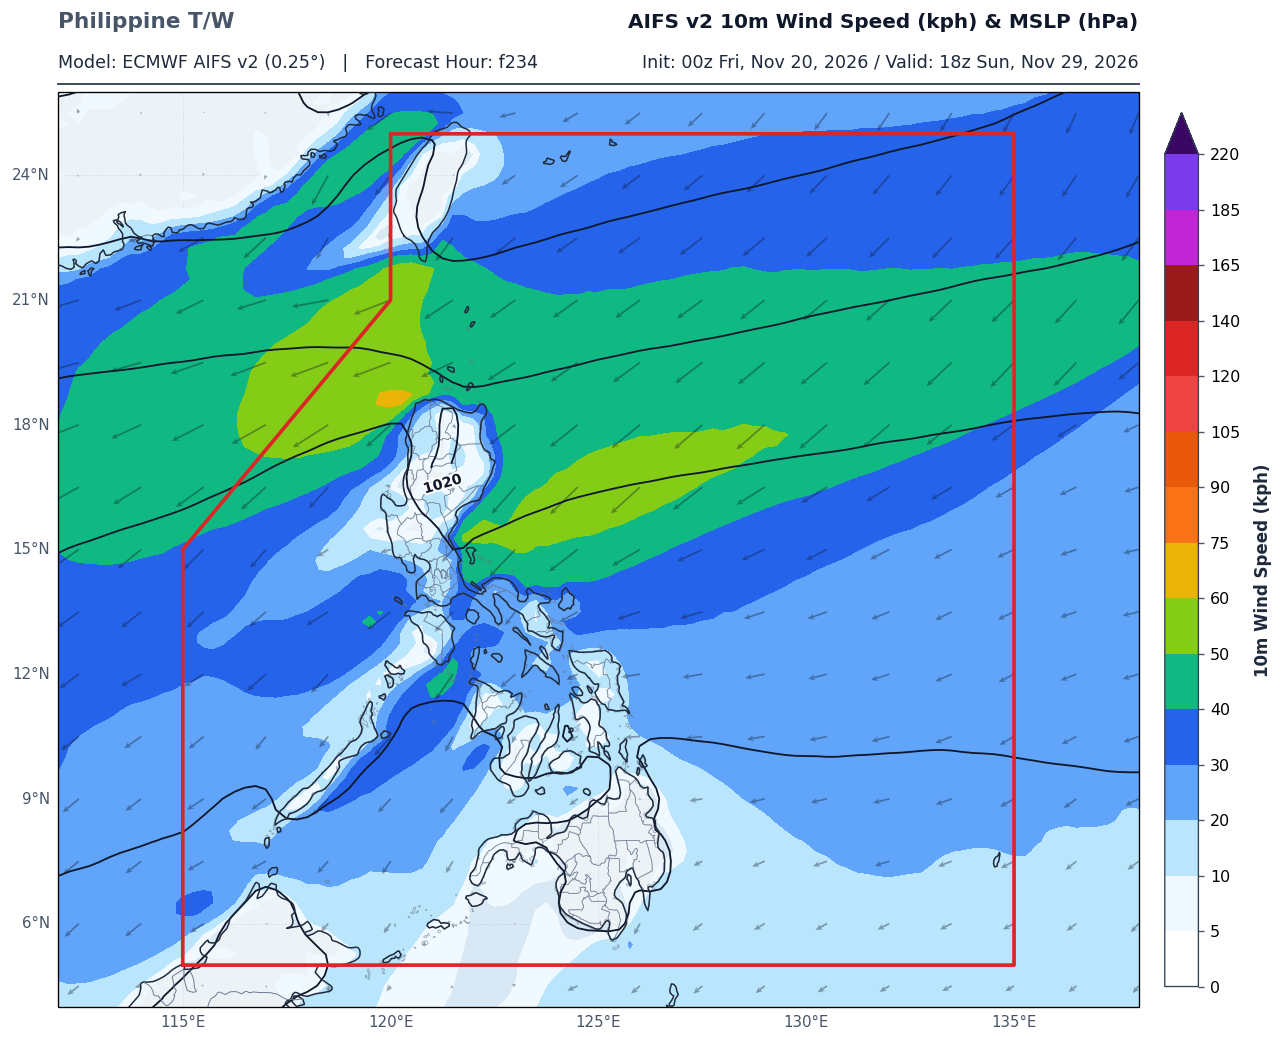 Philippine T/W
AIFS v2 10m Wind Speed (kph) & MSLP (hPa)
Model: ECMWF AIFS v2 (0.25°) | Forecast Hour: f234
Init: 00z Fri, Nov 20, 2026 / Valid: 18z Sun, Nov 29, 2026
24°N
21°N
18°N
15°N
12°N
9°N
6°N
1020
115°E
120°E
125°E
130°E
135°E
220
185
165
140
120
105
90
75
60
50
40
30
20
10
5
0
10m Wind Speed (kph)